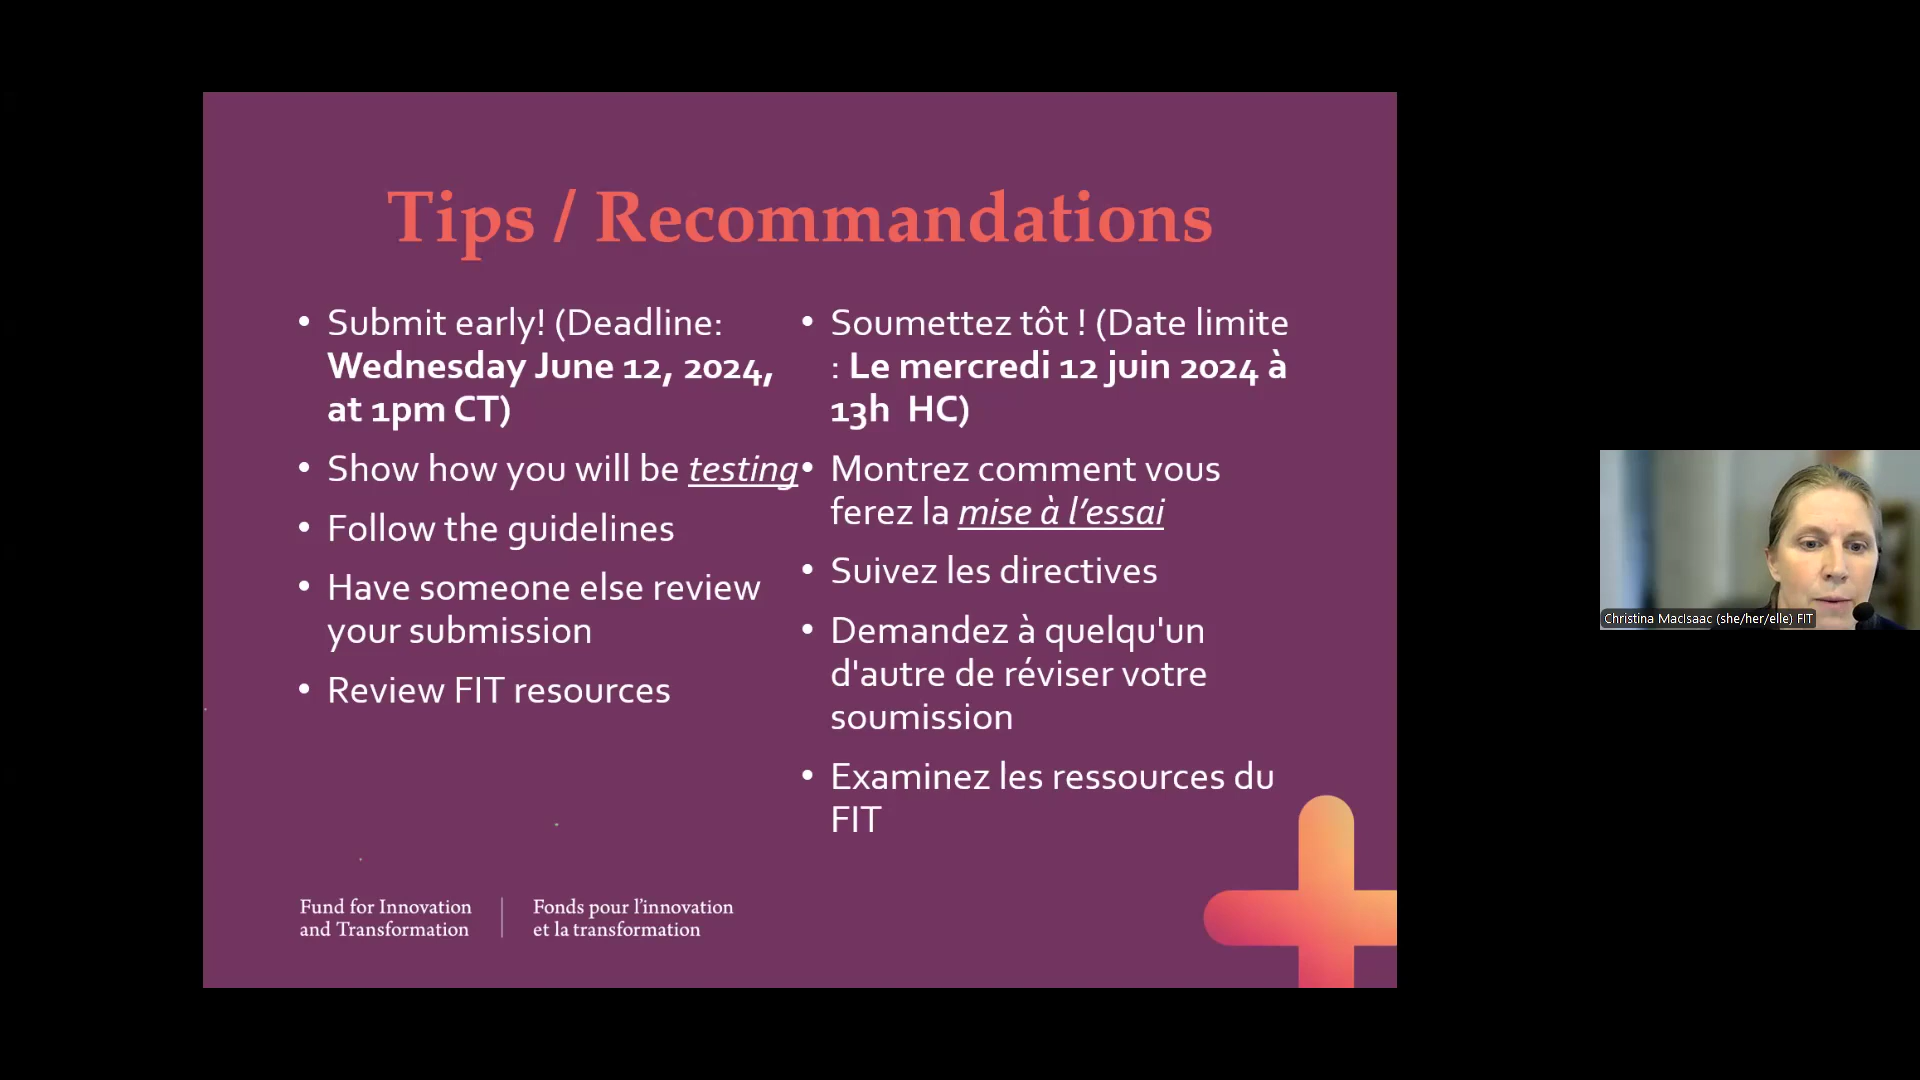 Tips / Recommandations
• Submit early! (Deadline:
Wednesday June 12, 2024,
at 1pm CT)
• Show how you will be testing
• Follow the guidelines
• Have someone else review
your submission
• Review FIT resources
• Soumettez tôt ! (Date limite
: Le mercredi 12 juin 2024 à
13h  HC)
• Montrez comment vous
ferez la mise à l’essai
• Suivez les directives
• Demandez à quelqu'un
d'autre de réviser votre
soumission
• Examinez les ressources du
FIT
Fund for Innovation
and Transformation
Fonds pour l’innovation
et la transformation
Christina MacIsaac (she/her/elle) FIT